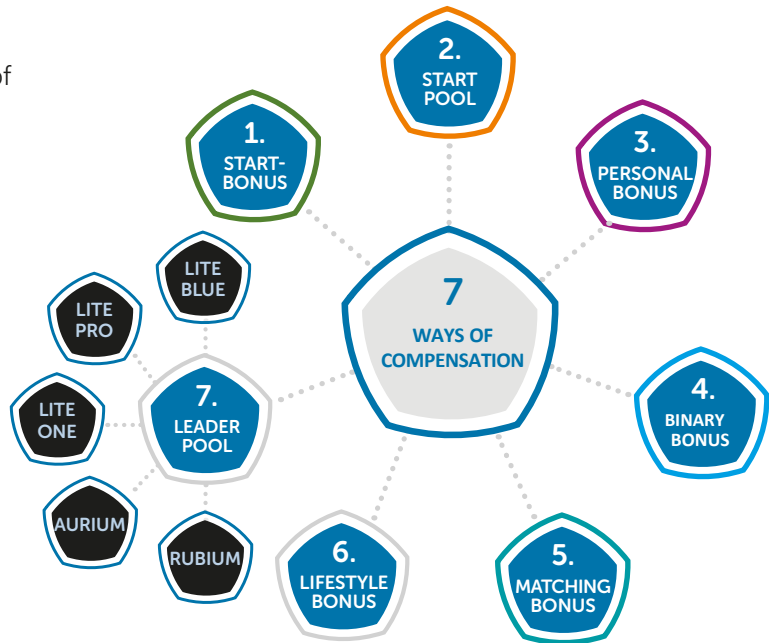 of
1.
START-
BONUS
2.
START
POOL
3.
PERSONAL
BONUS
7
WAYS OF
COMPENSATION
4.
BINARY
BONUS
5.
MATCHING
BONUS
6.
LIFESTYLE
BONUS
7.
LEADER
POOL
LITE
BLUE
LITE
PRO
LITE
ONE
AURIUM
RUBIUM